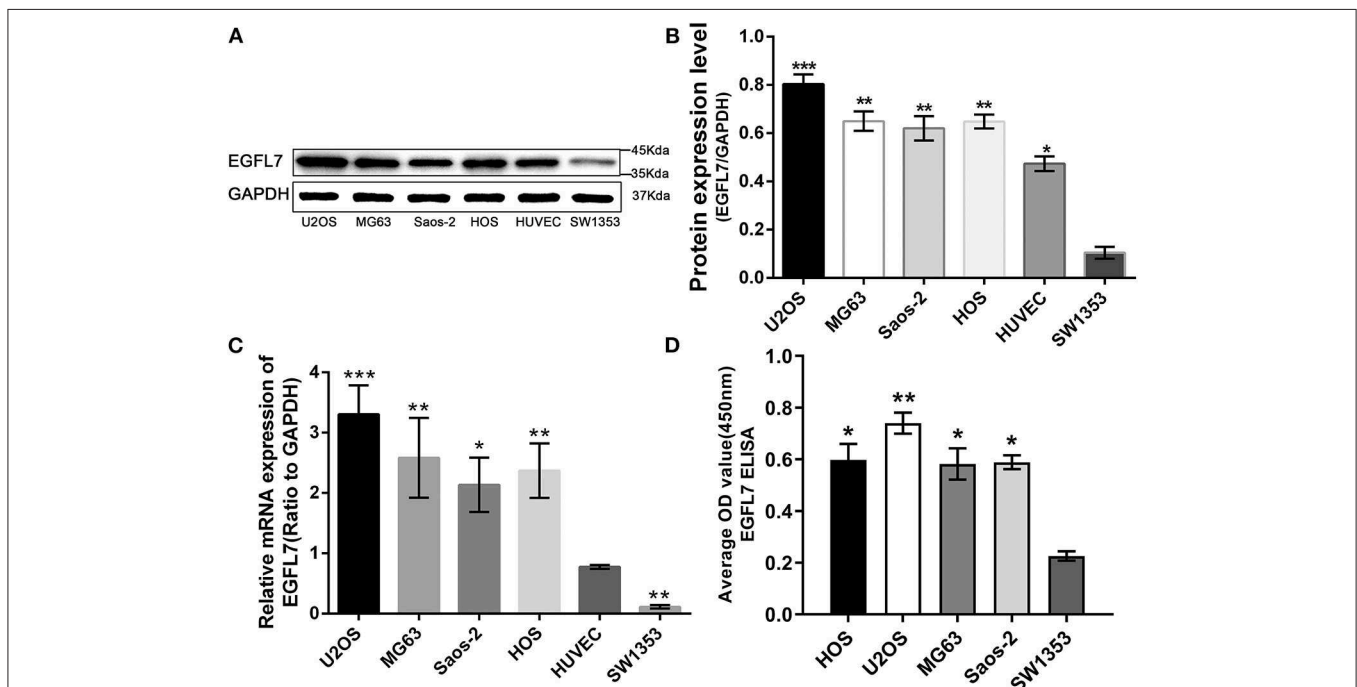 A
EGFL7
45Kda
35Kda
GAPDH
37Kda
U2OS MG63 Saos-2 HOS HUVEC SW1353
B
Protein expression level
(EGFL7/GAPDH)
1.0
0.8
0.6
0.4
0.2
0.0
***
**
**
**
*
U2OS
MG63
Saos-2
HOS
HUVEC
SW1353
C
Relative mRNA expression of
EGFL7(Ratio to GAPDH)
4
3
2
1
0
***
**
*
**
**
U2OS
MG63
Saos-2
HOS
HUVEC
SW1353
D
Average OD value(450nm)
EGFL7 ELISA
1.0
0.8
0.6
0.4
0.2
0.0
*
**
*
*
HOS
U2OS
MG63
Saos-2
SW1353